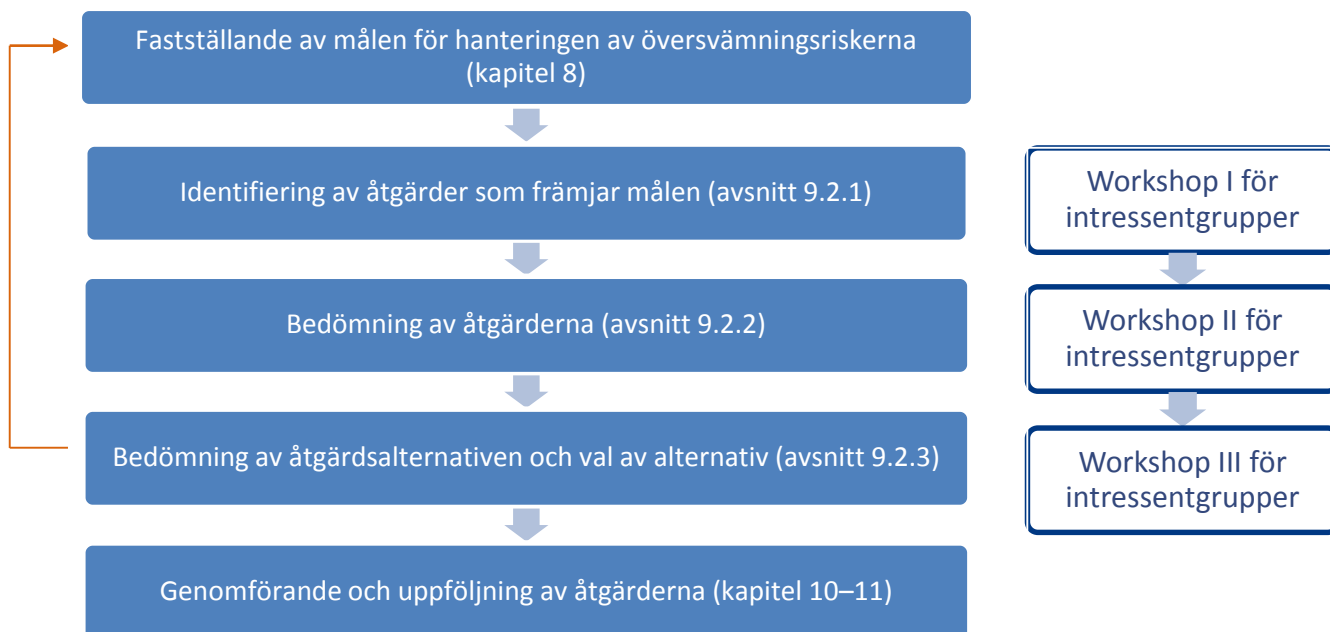 Fastställande av målen för hanteringen av översvämningsriskerna
(kapitel 8)
Identifiering av åtgärder som främjar målen (avsnitt 9.2.1)
Bedömning av åtgärderna (avsnitt 9.2.2)
Bedömning av åtgärdsalternativen och val av alternativ (avsnitt 9.2.3)
Genomförande och uppföljning av åtgärderna (kapitel 10–11)
Workshop I för
intressentgrupper
Workshop II för
intressentgrupper
Workshop III för
intressentgrupper